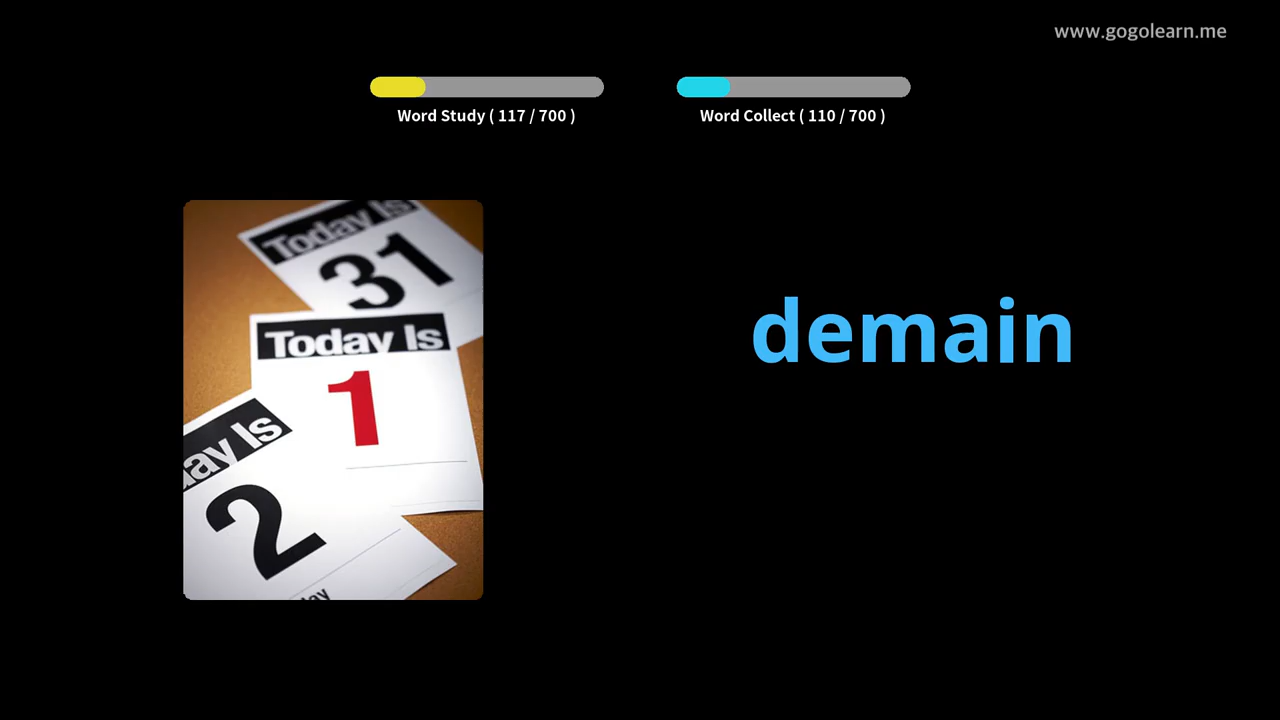 www.gogolearn.me
Word Study ( 117 / 700 )
Word Collect ( 110 / 700 )
Today Is
31
Today Is
1
demain
ay Is
2
ay